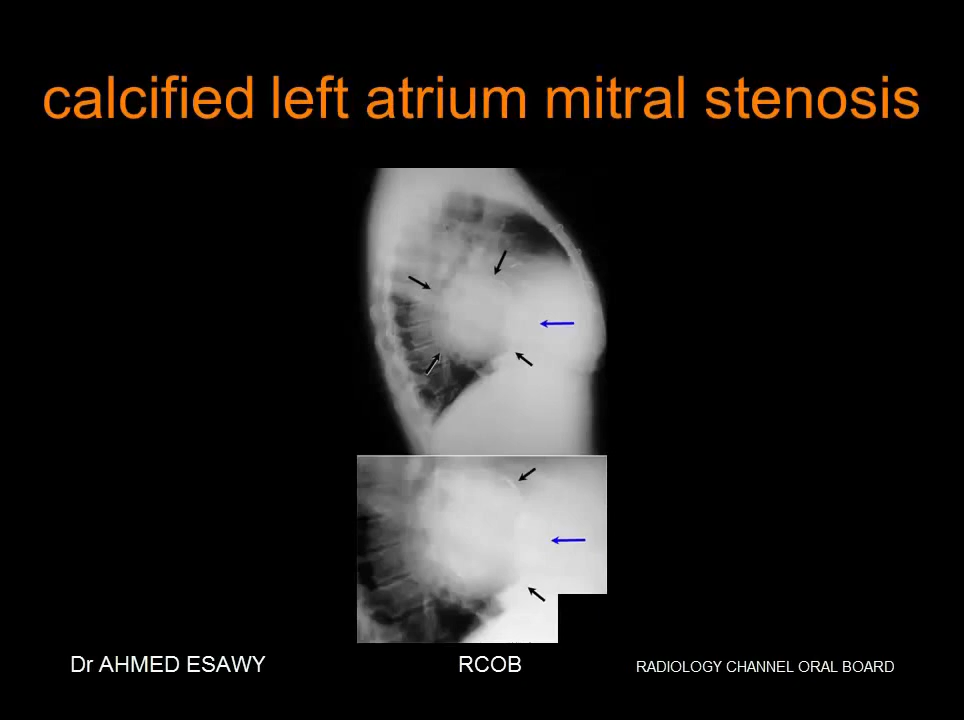 calcified left atrium mitral stenosis
Dr AHMED ESAWY RCOB RADIOLOGY CHANNEL ORAL BOARD